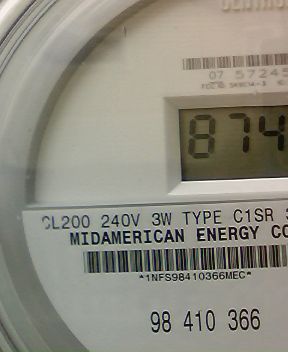 07 57245
874
CL200 240V 3W TYPE C1SR
MIDAMERICAN ENERGY CO
*1NFS98410366MEC*
98 410 366